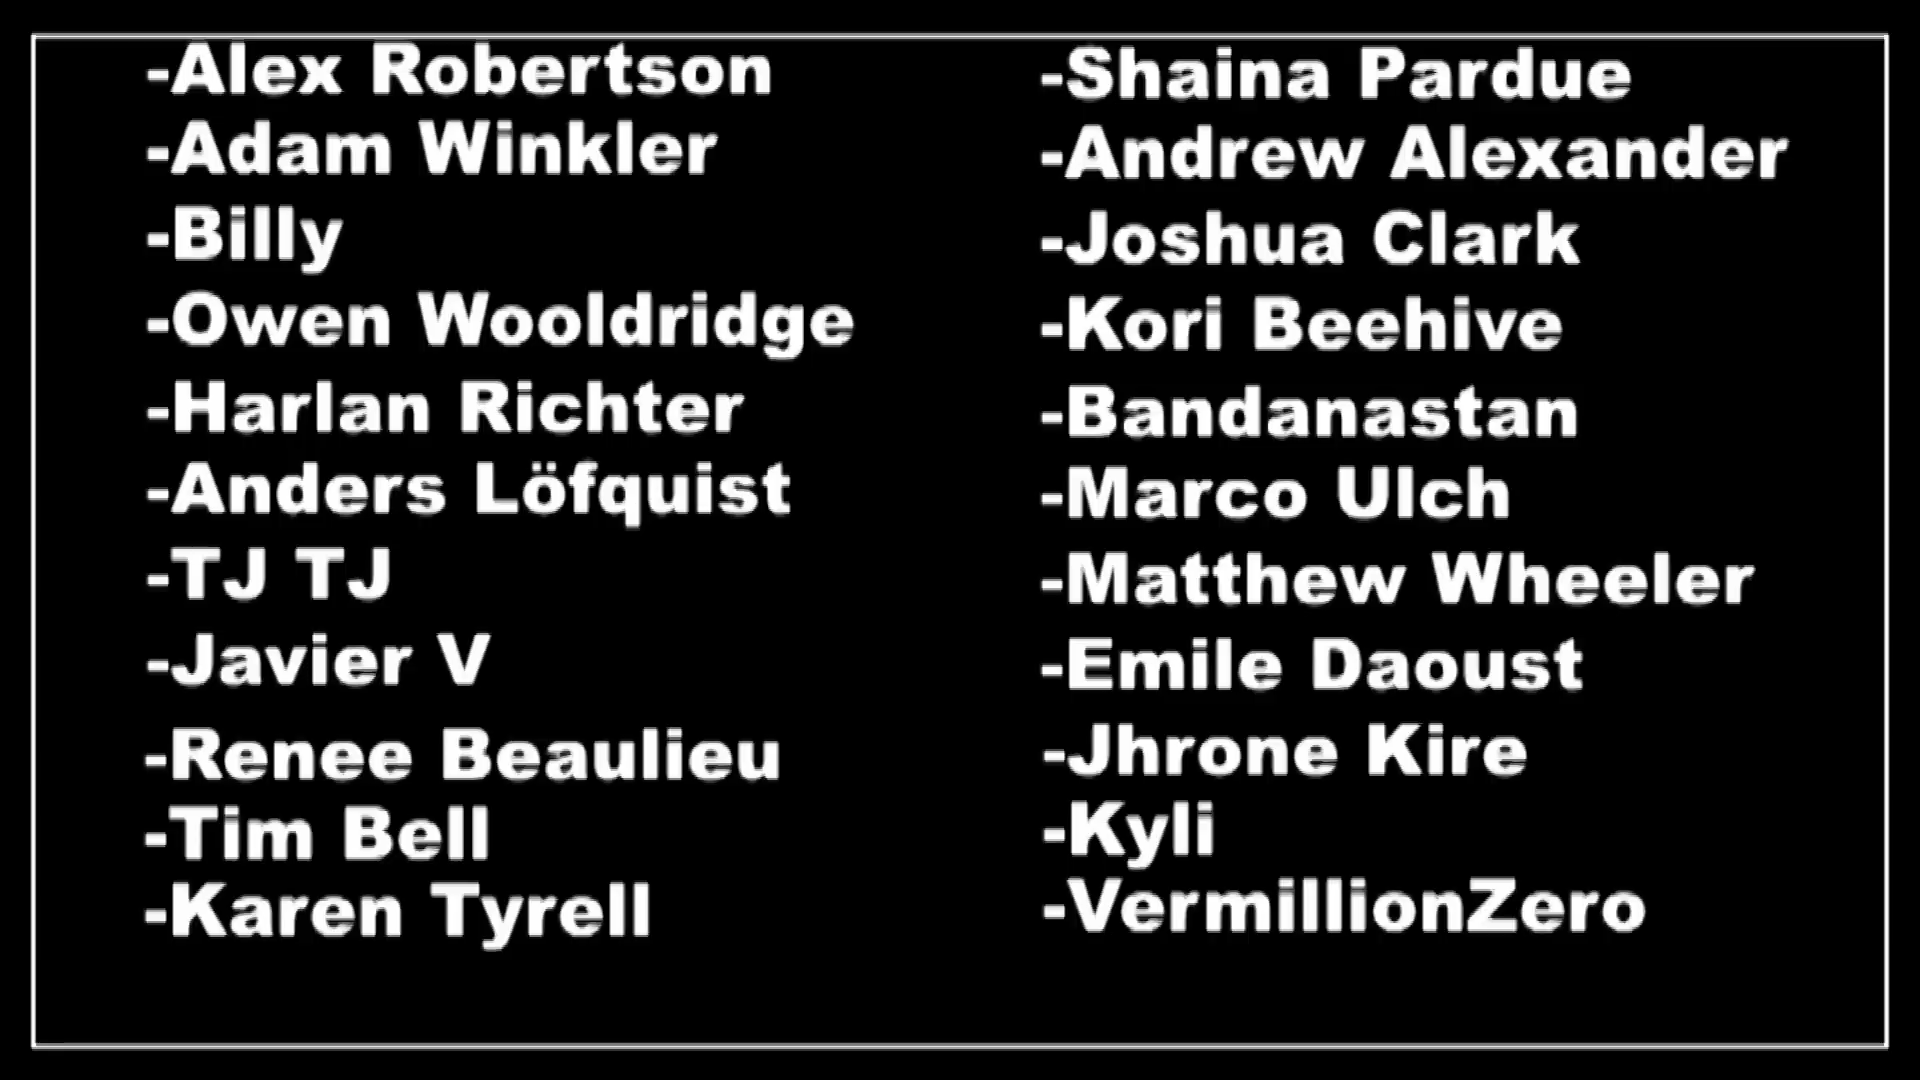 -Alex Robertson
-Adam Winkler
-Billy
-Owen Wooldridge
-Harlan Richter
-Anders Löfquist
-TJ TJ
-Javier V
-Renee Beaulieu
-Tim Bell
-Karen Tyrell
-Shaina Pardue
-Andrew Alexander
-Joshua Clark
-Kori Beehive
-Bandanastan
-Marco Ulch
-Matthew Wheeler
-Emile Daoust
-Jhrone Kire
-Kyli
-VermillionZero